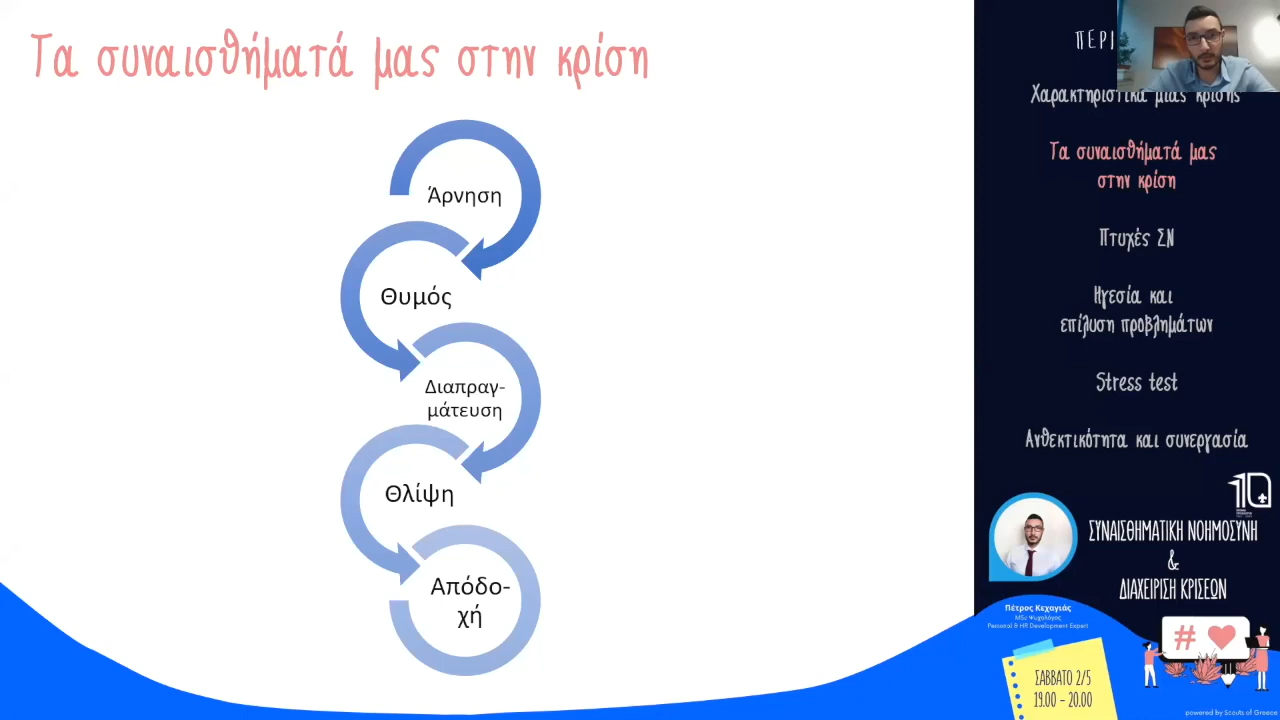 Τα συναισθήματά μας στην κρίση
Άρνηση
Θυμός
Διαπραγ-
μάτευση
Θλίψη
Απόδο-
χή
ΠΕΡΙ
Χαρακτηριστικά μιας κρίσης
Τα συναισθήματά μας
στην κρίση
Πτυχές ΣΝ
Ηγεσία και
επίλυση προβλημάτων
Stress test
Ανθεκτικότητα και συνεργασία
ΣΥΝΑΙΣΘΗΜΑΤΙΚΗ ΝΟΗΜΟΣΥΝΗ
&
ΔΙΑΧΕΙΡΙΣΗ ΚΡΙΣΕΩΝ
Πέτρος Κεχαγιάς
MSc Ψυχολόγος
Personal & HR Development Expert
#
ΣΑΒΒΑΤΟ 2/5
19.00 – 20.00
powered by Scouts of Greece